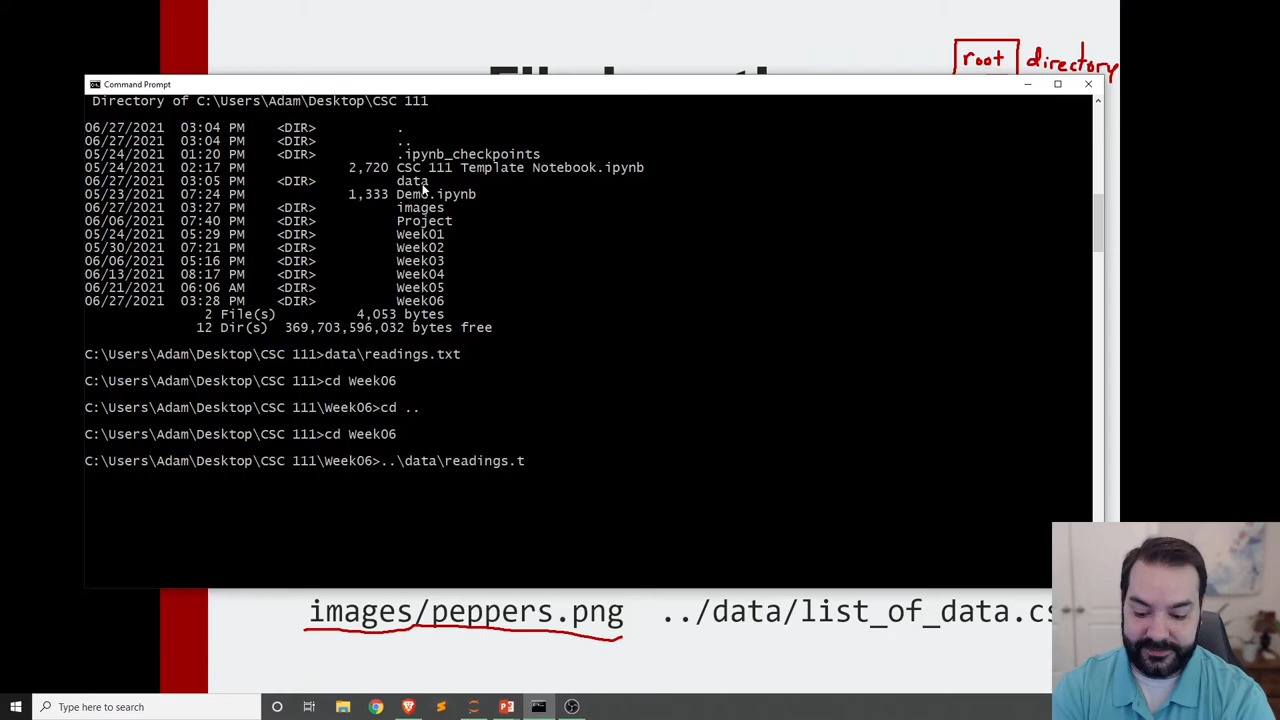 root directory
Command Prompt
Directory of C:\Users\Adam\Desktop\CSC 111
06/27/2021 03:04 PM <DIR> .
06/27/2021 03:04 PM <DIR> ..
05/24/2021 01:20 PM <DIR> .ipynb_checkpoints
05/24/2021 02:17 PM 2,720 CSC 111 Template Notebook.ipynb
06/27/2021 03:05 PM <DIR> data
05/23/2021 07:24 PM 1,333 Demo.ipynb
06/27/2021 03:27 PM <DIR> images
06/06/2021 07:40 PM <DIR> Project
05/24/2021 05:29 PM <DIR> Week01
05/30/2021 07:21 PM <DIR> Week02
06/06/2021 05:16 PM <DIR> Week03
06/13/2021 08:17 PM <DIR> Week04
06/21/2021 06:06 AM <DIR> Week05
06/27/2021 03:28 PM <DIR> Week06
2 File(s) 4,053 bytes
12 Dir(s) 369,703,596,032 bytes free
C:\Users\Adam\Desktop\CSC 111>data\readings.txt
C:\Users\Adam\Desktop\CSC 111>cd Week06
C:\Users\Adam\Desktop\CSC 111\Week06>cd ..
C:\Users\Adam\Desktop\CSC 111>cd Week06
C:\Users\Adam\Desktop\CSC 111\Week06>..\data\readings.t
images/peppers.png ../data/list_of_data.cs
Type here to search